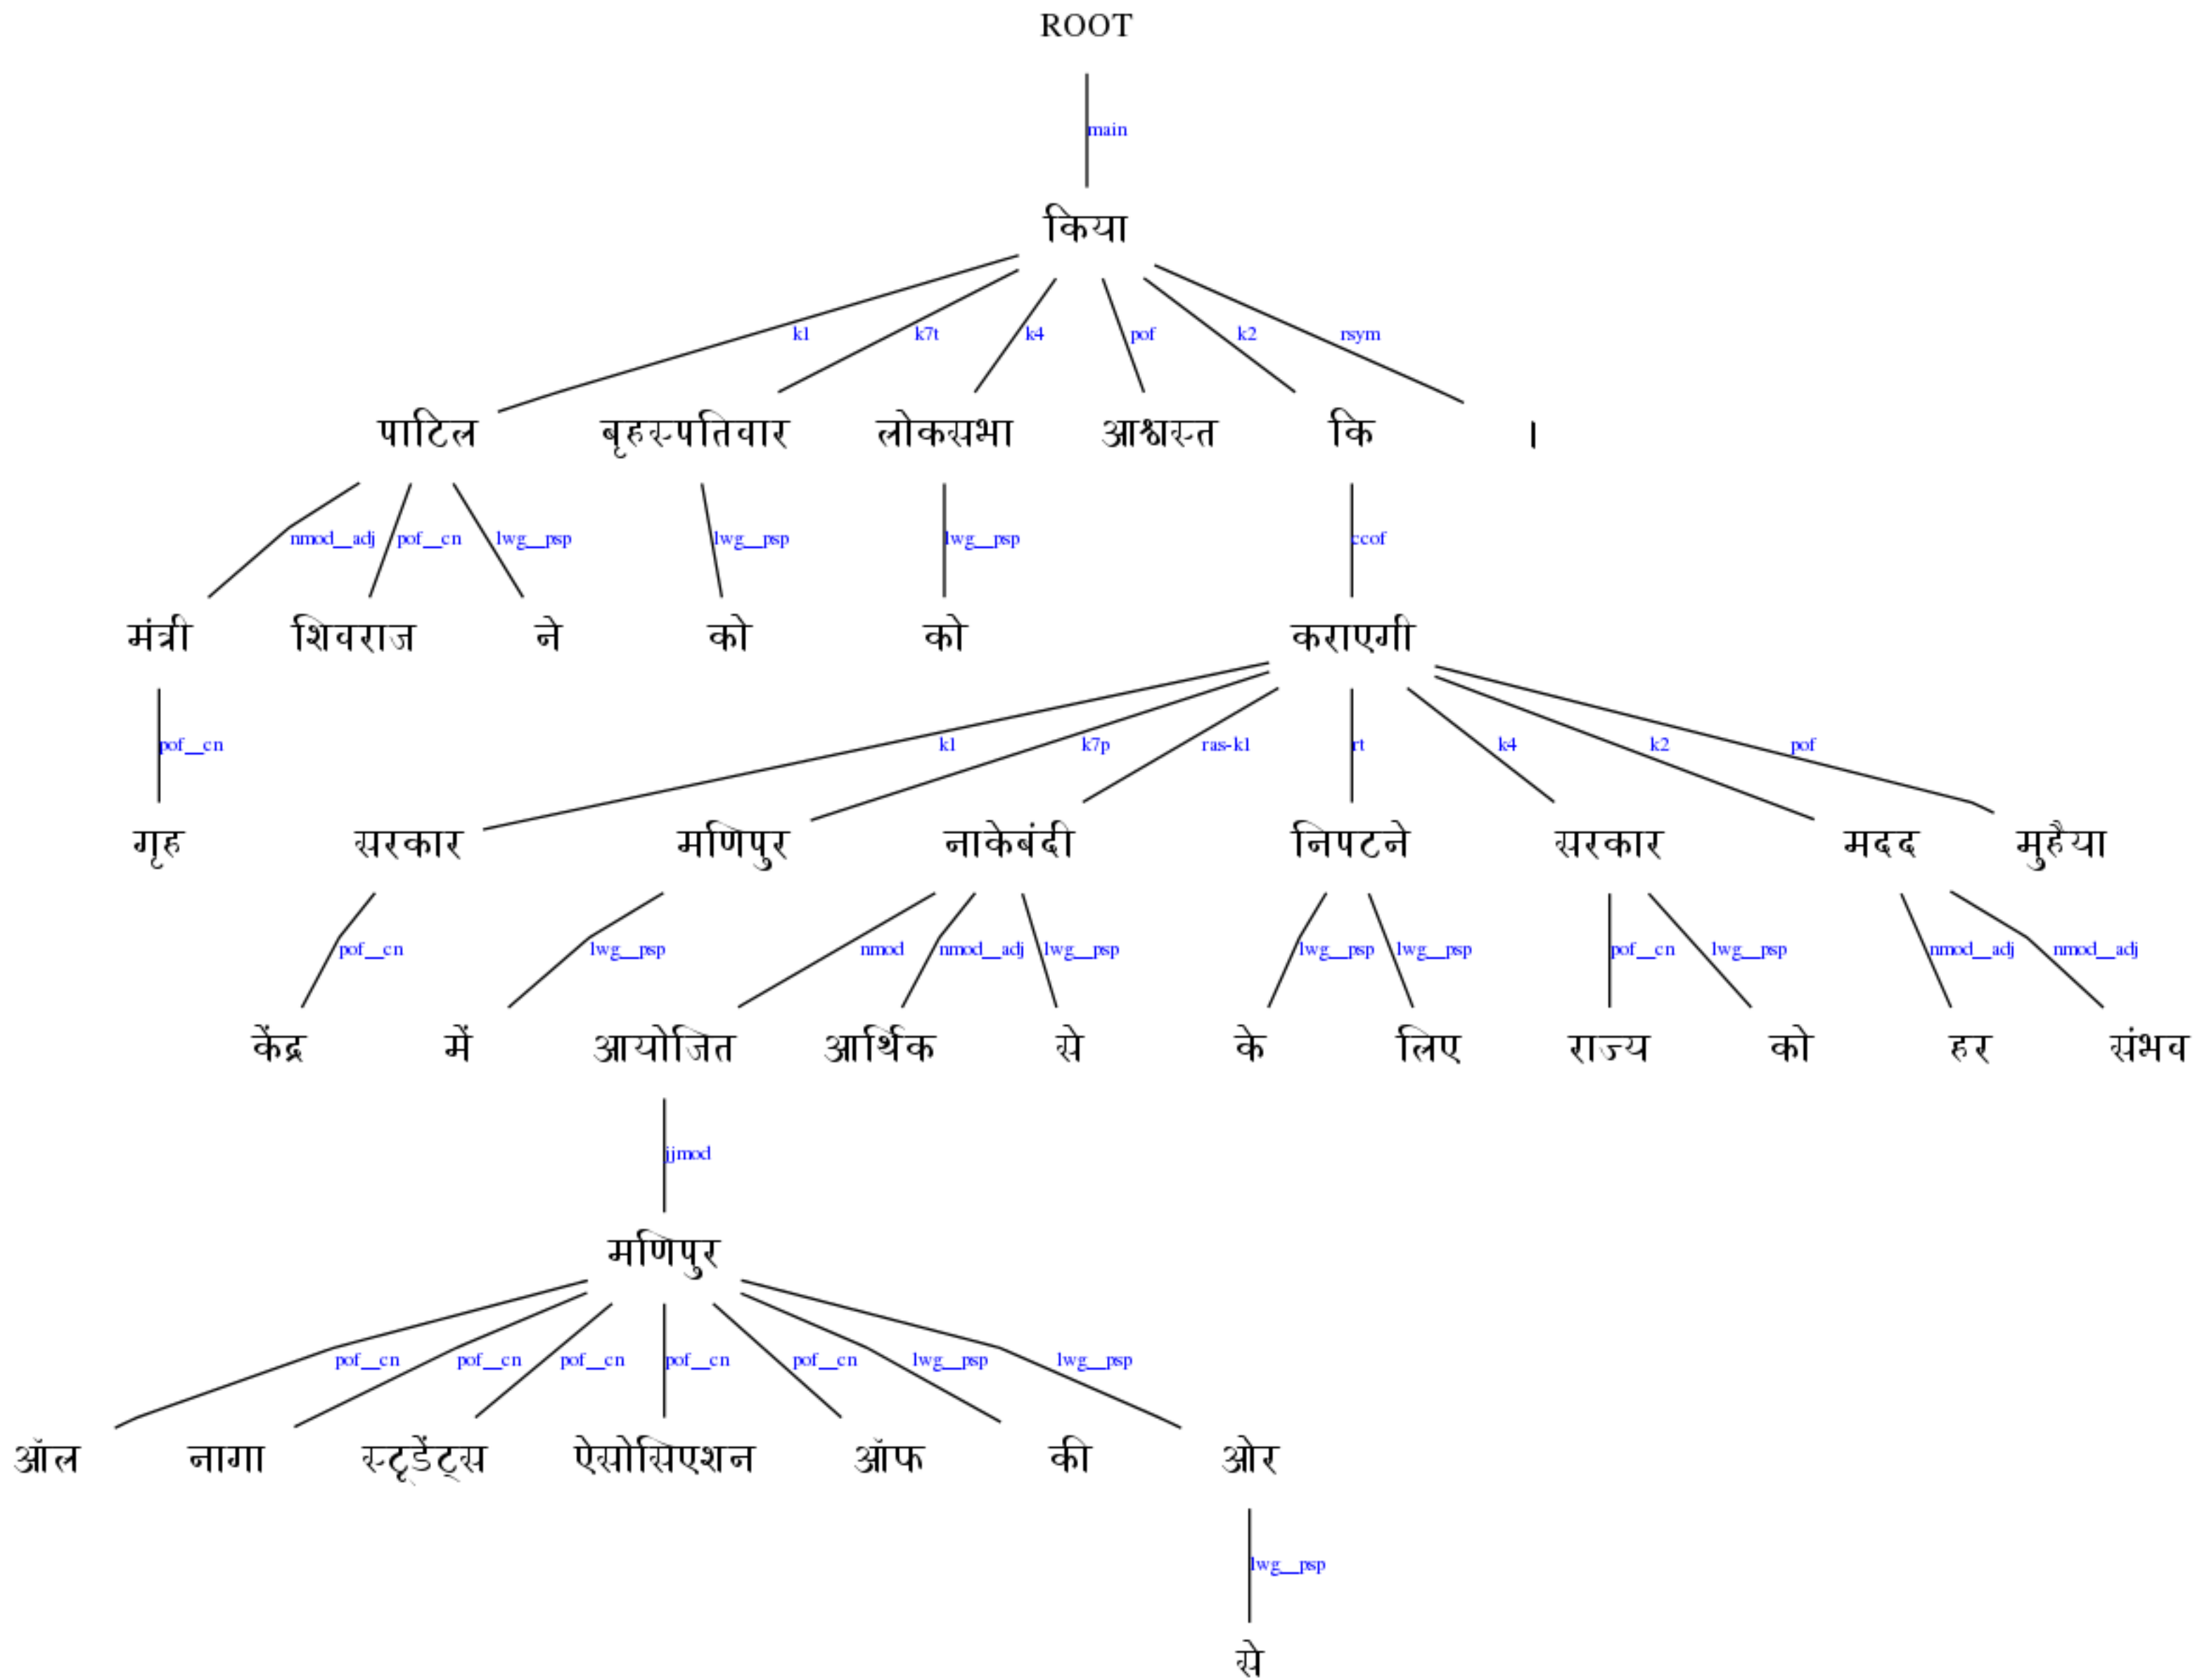 ROOT
main
किया
k1 k7t k4 pof k2 rsym
पाटिल बृहस्पतिवार लोकसभा आश्वस्त कि ।
nmod__adj pof__cn lwg__psp lwg__psp lwg__psp ccof
मंत्री शिवराज ने को को कराएगी
pof__cn k1 k7p ras-k1 rt k4 k2 pof
गृह सरकार मणिपुर नाकेबंदी निपटने सरकार मदद मुहैया
pof__cn lwg__psp nmod nmod__adj lwg__psp lwg__psp lwg__psp pof__cn lwg__psp nmod__adj nmod__adj
केंद्र में आयोजित आर्थिक से के लिए राज्य को हर संभव
jjmod
मणिपुर
pof__cn pof__cn pof__cn pof__cn pof__cn lwg__psp lwg__psp
ऑल नागा स्टूडेंट्स ऐसोसिएशन ऑफ की ओर
lwg__psp
से